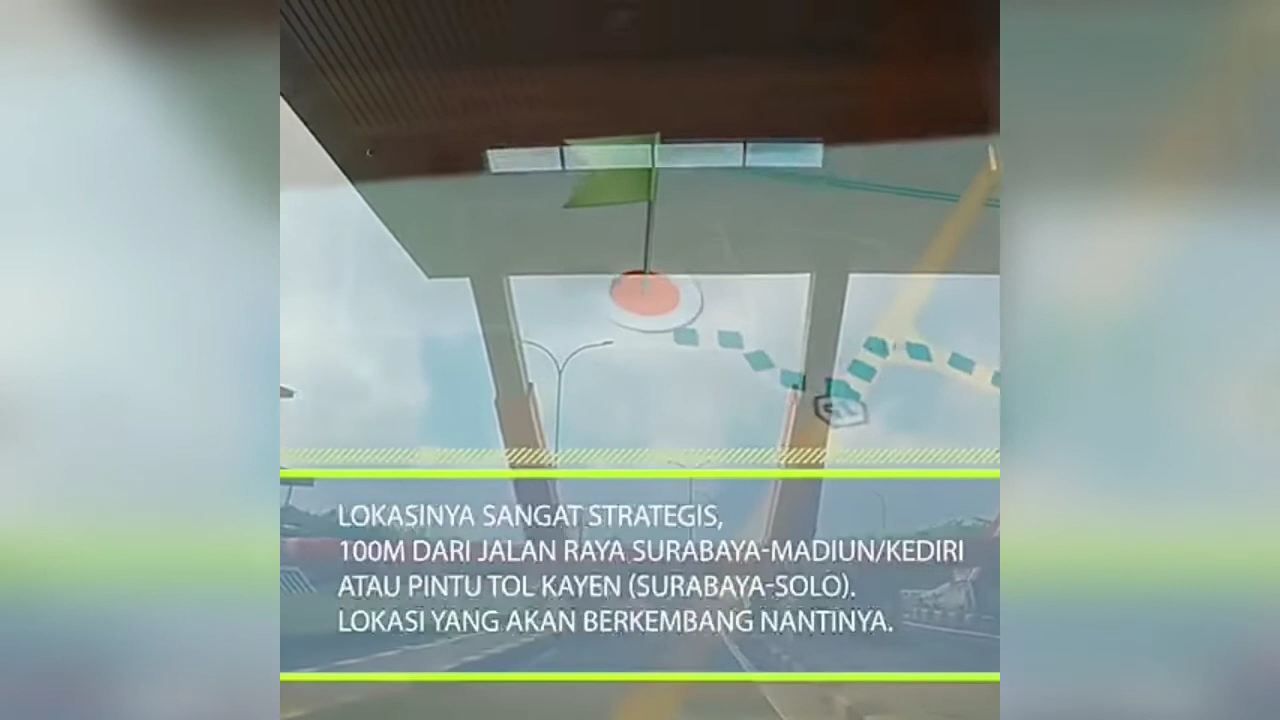 LOKASINYA SANGAT STRATEGIS,
100M DARI JALAN RAYA SURABAYA-MADIUN/KEDIRI
ATAU PINTU TOL KAYEN (SURABAYA-SOLO).
LOKASI YANG AKAN BERKEMBANG NANTINYA.